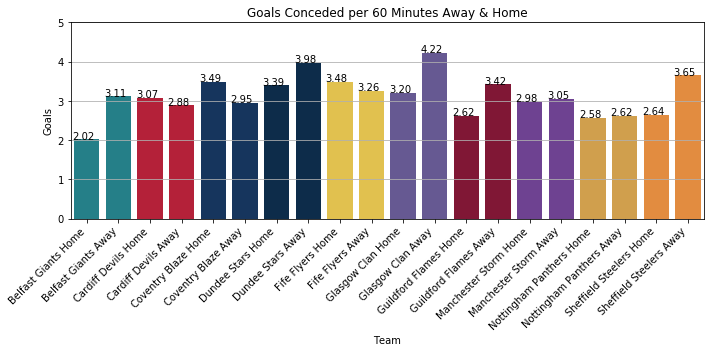 Goals Conceded per 60 Minutes Away & Home
Goals
5
4
3
2
1
0
2.02
3.11
3.07
2.88
3.49
2.95
3.39
3.98
3.48
3.26
3.20
4.22
2.62
3.42
2.98
3.05
2.58
2.62
2.64
3.65
Belfast Giants Home
Belfast Giants Away
Cardiff Devils Home
Cardiff Devils Away
Coventry Blaze Home
Coventry Blaze Away
Dundee Stars Home
Dundee Stars Away
Fife Flyers Home
Fife Flyers Away
Glasgow Clan Home
Glasgow Clan Away
Guildford Flames Home
Guildford Flames Away
Manchester Storm Home
Manchester Storm Away
Nottingham Panthers Home
Nottingham Panthers Away
Sheffield Steelers Home
Sheffield Steelers Away
Team